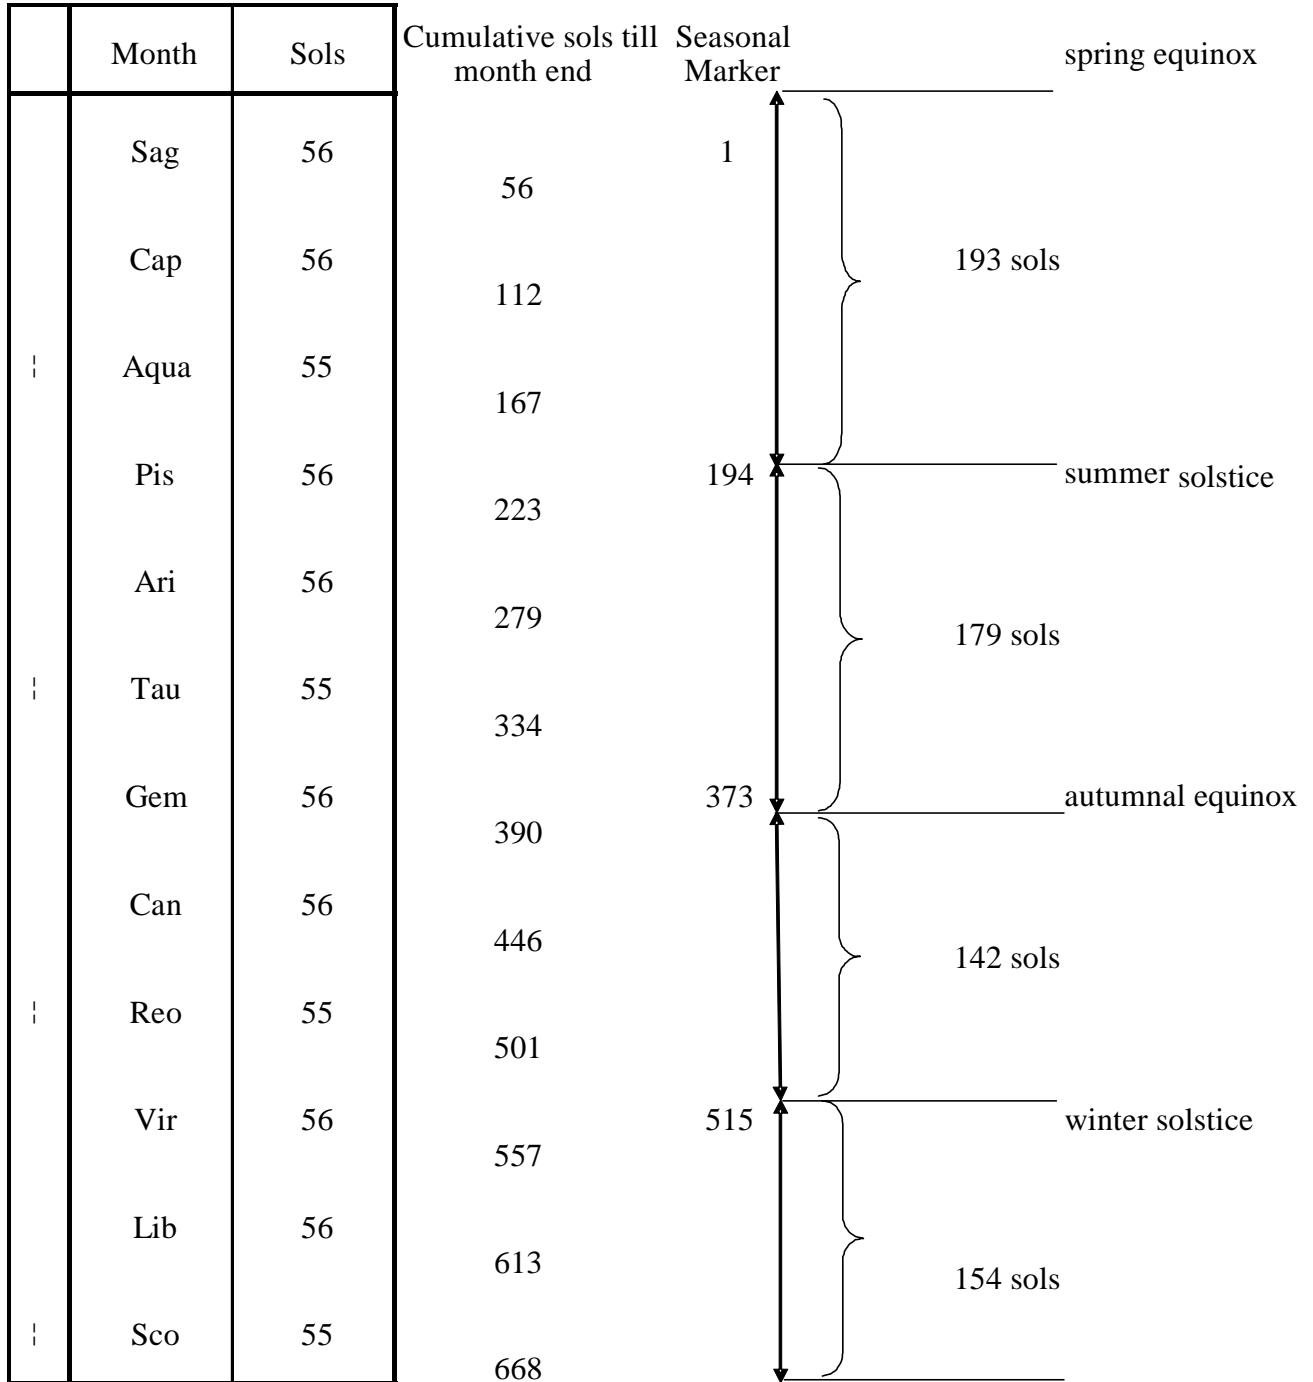 Month Sols Cumulative sols till month end Seasonal Marker spring equinox
Sag 56 1
56
Cap 56 193 sols
112
¦ Aqua 55
167
Pis 56 194 summer solstice
223
Ari 56
279
179 sols
¦ Tau 55
334
Gem 56 373 autumnal equinox
390
Can 56
446
142 sols
¦ Reo 55
501
Vir 56 515 winter solstice
557
Lib 56
613
154 sols
¦ Sco 55
668